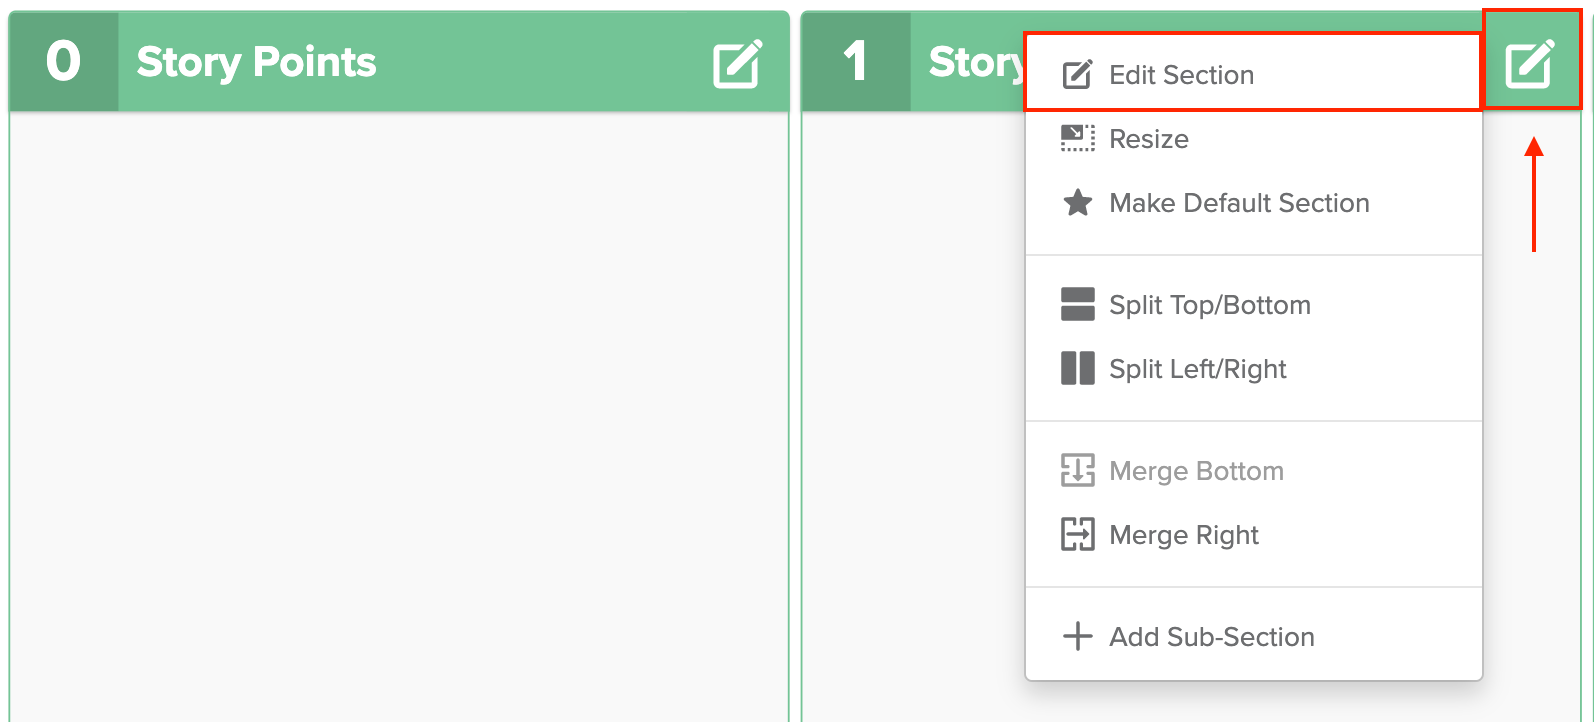 0 Story Points
1 Story
Edit Section
Resize
Make Default Section
Split Top/Bottom
Split Left/Right
Merge Bottom
Merge Right
Add Sub-Section